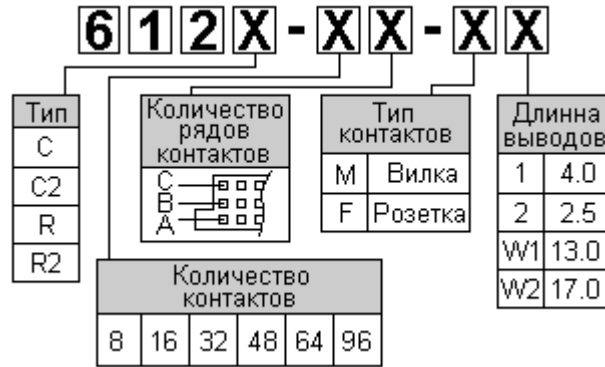 612X-XX-XX
Тип
C
C2
R
R2
Количество
рядов
контактов
C
B
A
Тип
контактов
M Вилка
F Розетка
Длинна
выводов
1 4.0
2 2.5
W1 13.0
W2 17.0
Количество
контактов
8 16 32 48 64 96